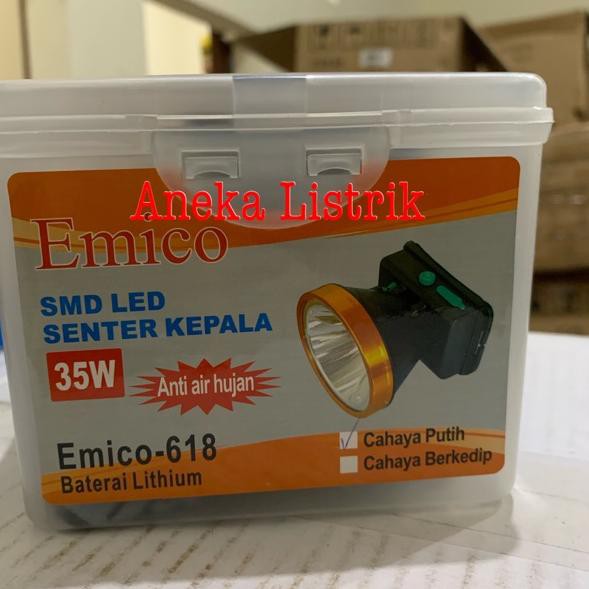 Aneka Listrik
Emico
SMD LED
SENTER KEPALA
35W
Anti air hujan
Emico-618
Baterai Lithium
Cahaya Putih
Cahaya Berkedip